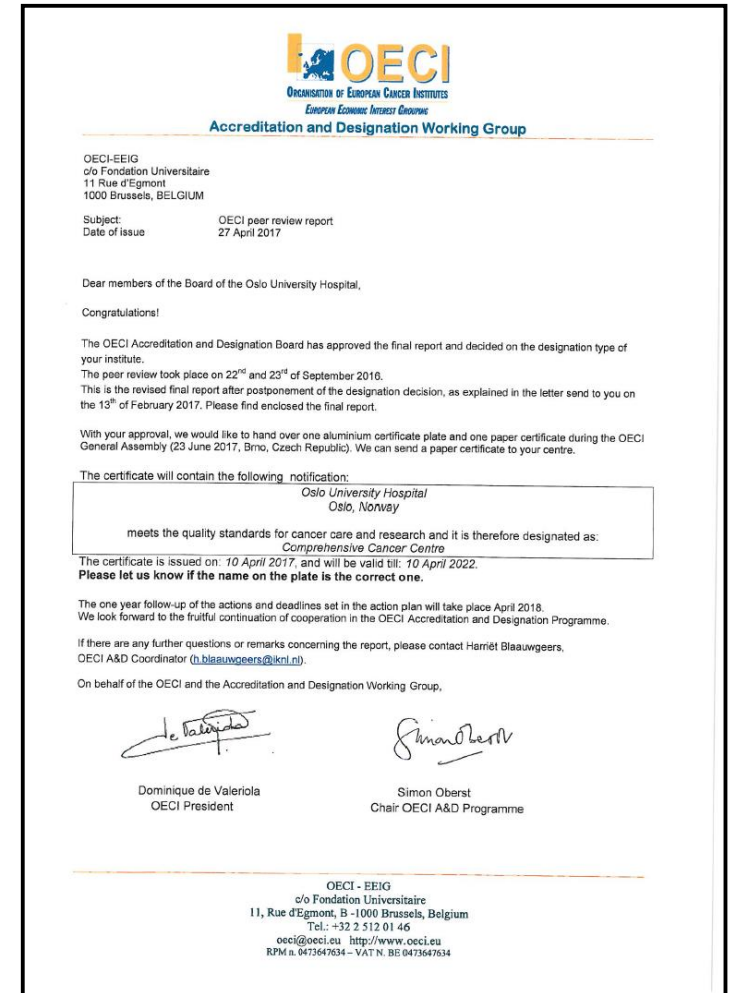 OECI
ORGANISATION OF EUROPEAN CANCER INSTITUTES
EUROPEAN ECONOMIC INTEREST GROUPING
Accreditation and Designation Working Group
OECI-EEIG
c/o Fondation Universitaire
11 Rue d'Egmont
1000 Brussels, BELGIUM
Subject: OECI peer review report
Date of issue 27 April 2017
Dear members of the Board of the Oslo University Hospital,
Congratulations!
The OECI Accreditation and Designation Board has approved the final report and decided on the designation type of
your institute.
The peer review took place on 22nd and 23rd of September 2016.
This is the revised final report after postponement of the designation decision, as explained in the letter send to you on
the 13th of February 2017. Please find enclosed the final report.
With your approval, we would like to hand over one aluminium certificate plate and one paper certificate during the OECI
General Assembly (23 June 2017, Brno, Czech Republic). We can send a paper certificate to your centre.
The certificate will contain the following notification:
Oslo University Hospital
Oslo, Norway
meets the quality standards for cancer care and research and it is therefore designated as:
Comprehensive Cancer Centre
The certificate is issued on: 10 April 2017, and will be valid till: 10 April 2022.
Please let us know if the name on the plate is the correct one.
The one year follow-up of the actions and deadlines set in the action plan will take place April 2018.
We look forward to the fruitful continuation of cooperation in the OECI Accreditation and Designation Programme.
If there are any further questions or remarks concerning the report, please contact Harriët Blaauwgeers,
OECI A&D Coordinator (h.blaauwgeers@iknl.nl).
On behalf of the OECI and the Accreditation and Designation Working Group,
de Valeriola
Simon Oberst
Dominique de Valeriola
OECI President
Simon Oberst
Chair OECI A&D Programme
OECI - EEIG
c/o Fondation Universitaire
11, Rue d'Egmont, B -1000 Brussels, Belgium
Tel.: +32 2 512 01 46
oeci@oeci.eu http://www.oeci.eu
RPM n. 0473647634 – VAT N. BE 0473647634